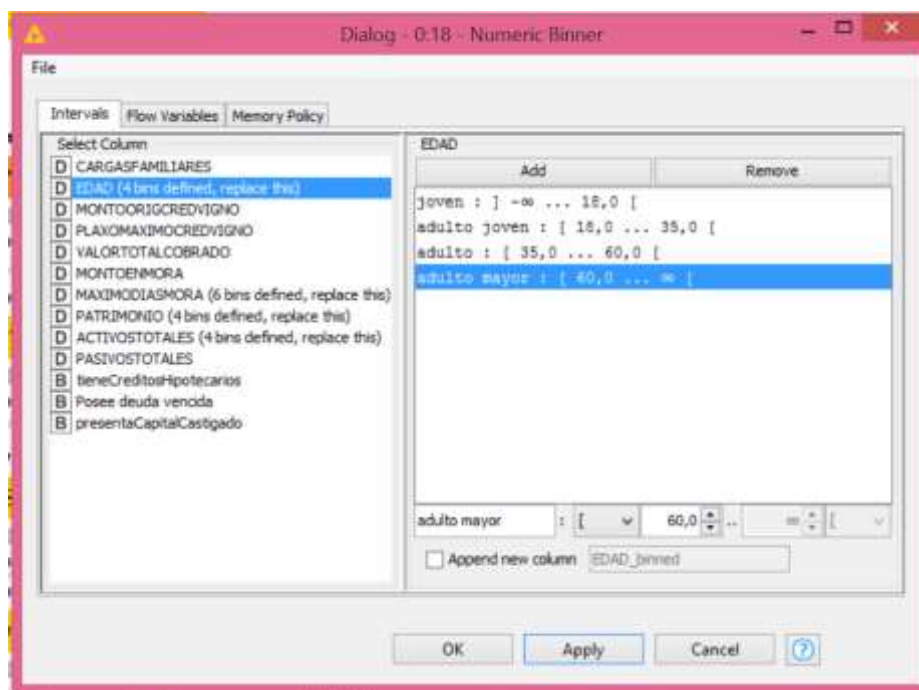 Dialog - 0:18 - Numeric Binner
File
Intervals
Flow Variables
Memory Policy
Select Column
D CARGASFAMILIARES
D EDAD (4 bins defined, replace this)
D MONTOORIGCREDVIGNO
D PLAXOMAXIMOCREDVIGNO
D VALORTOTALCOBRADO
D MONTOENMORA
D MAXIMODIASMORA (6 bins defined, replace this)
D PATRIMONIO (4 bins defined, replace this)
D ACTIVOSTOTALES (4 bins defined, replace this)
D PASIVOSTOTALES
B tieneCreditosHipotecarios
B Posee deuda vencida
B presentaCapitalCastigado
EDAD
Add
Remove
joven : ] -∞ ... 18,0 [
adulto joven : [ 18,0 ... 35,0 [
adulto : [ 35,0 ... 60,0 [
adulto mayor : [ 60,0 ... ∞ [
adulto mayor : [ 60,0 .. ∞ [
Append new column EDAD_binned
OK
Apply
Cancel
?